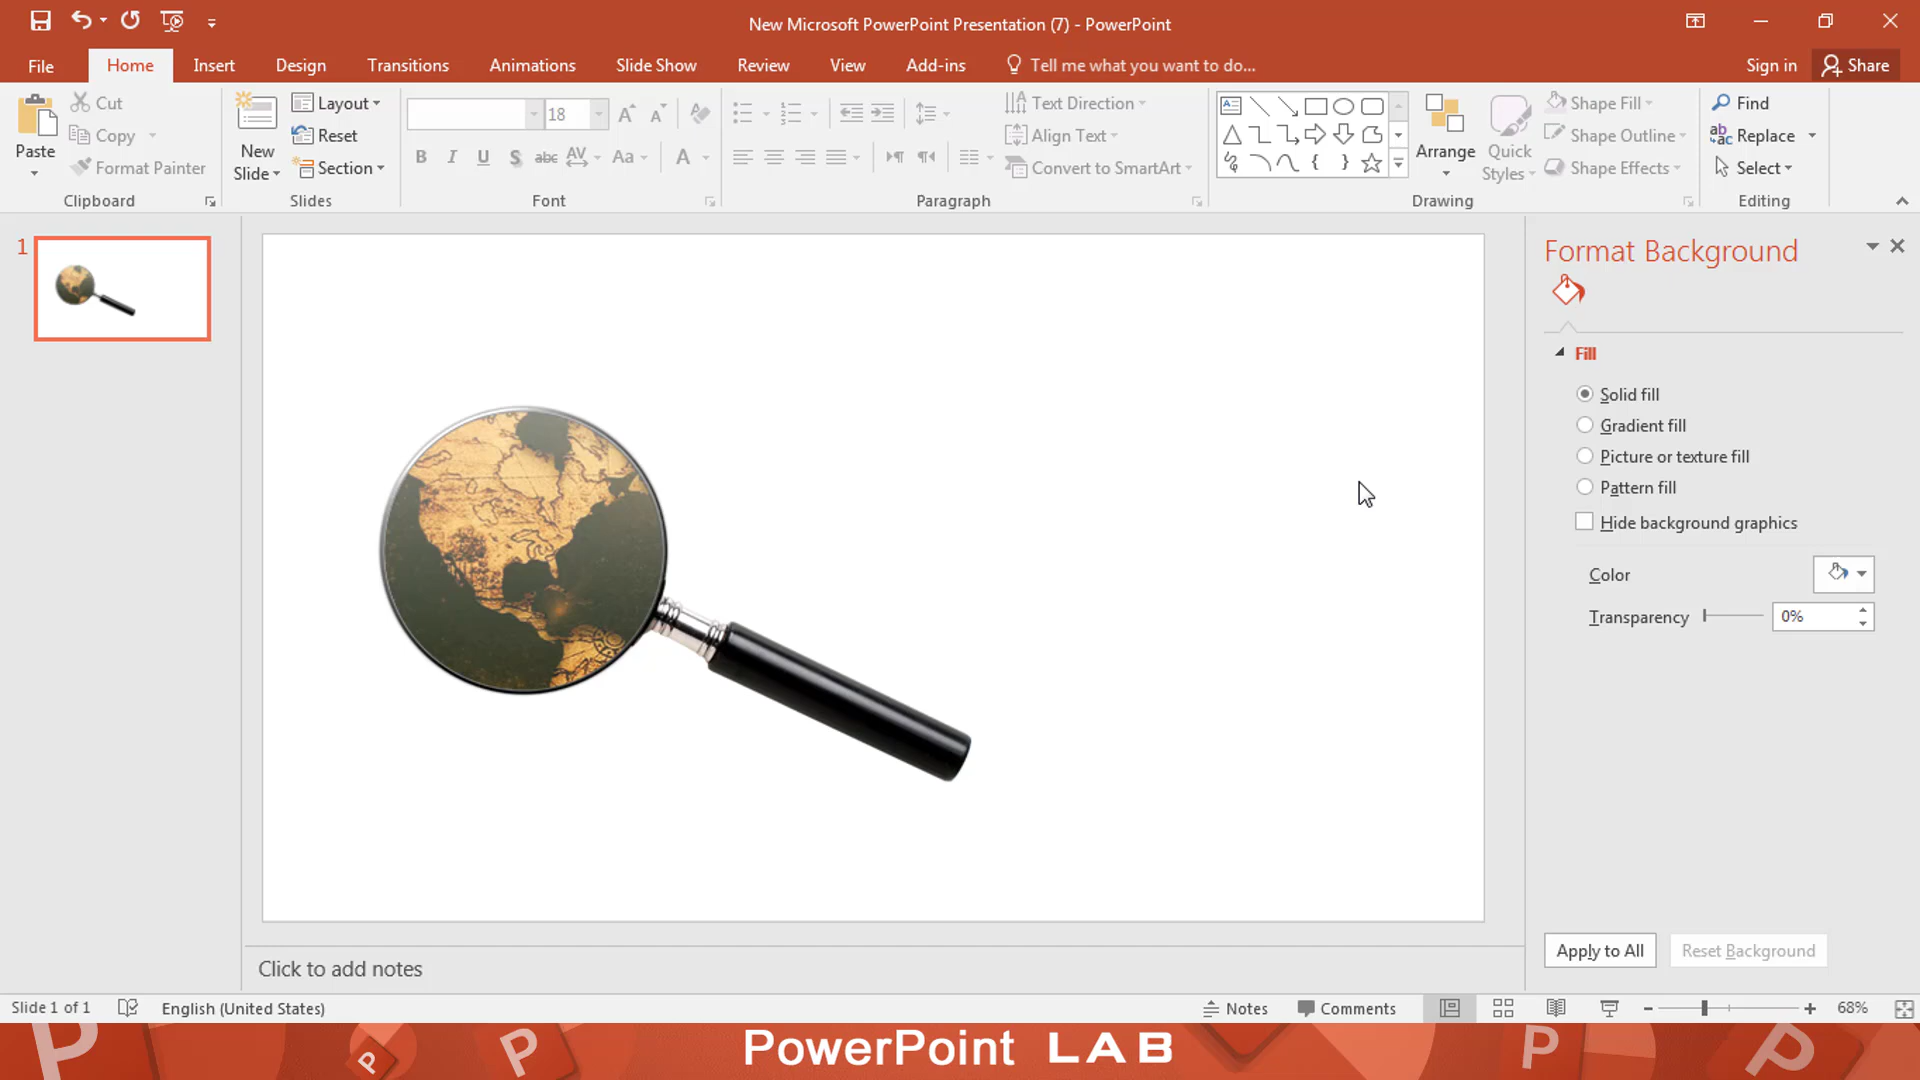 New Microsoft PowerPoint Presentation (7) - PowerPoint
File Home Insert Design Transitions Animations Slide Show Review View Add-ins Tell me what you want to do... Sign in Share
Paste
Cut
Copy
Format Painter
Clipboard
New Slide
Layout
Reset
Section
Slides
18
B I U S abc AV Aa A
Font
Text Direction
Align Text
Convert to SmartArt
Paragraph
Arrange
Quick Styles
Shape Fill
Shape Outline
Shape Effects
Drawing
Find
Replace
Select
Editing
1
Format Background
Fill
Solid fill
Gradient fill
Picture or texture fill
Pattern fill
Hide background graphics
Color
Transparency 0%
Apply to All Reset Background
Click to add notes
Slide 1 of 1 English (United States) Notes Comments 68%
PowerPoint LAB